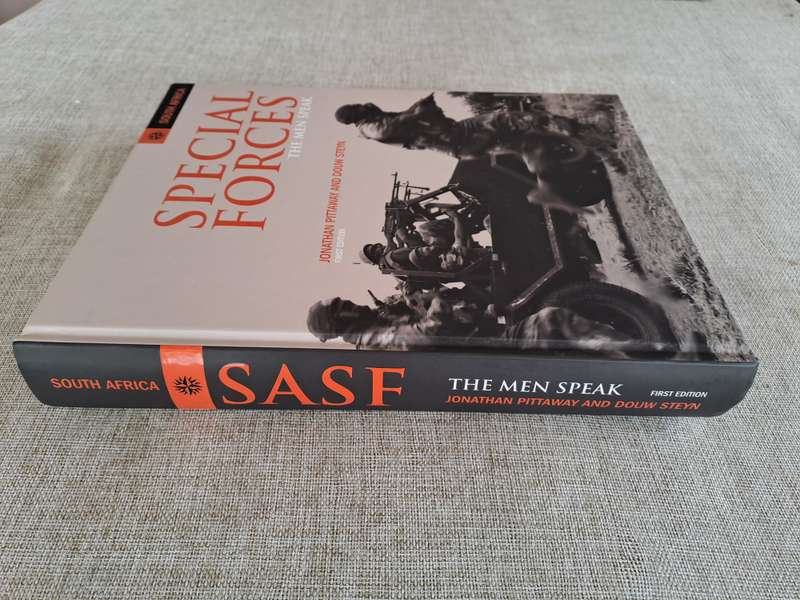 SOUTH AFRICA
SPECIAL
FORCES
THE MEN SPEAK
JONATHAN PITTAWAY AND DOUW STEYN
FIRST EDITION
SOUTH AFRICA
SASF
THE MEN SPEAK
JONATHAN PITTAWAY AND DOUW STEYN
FIRST EDITION